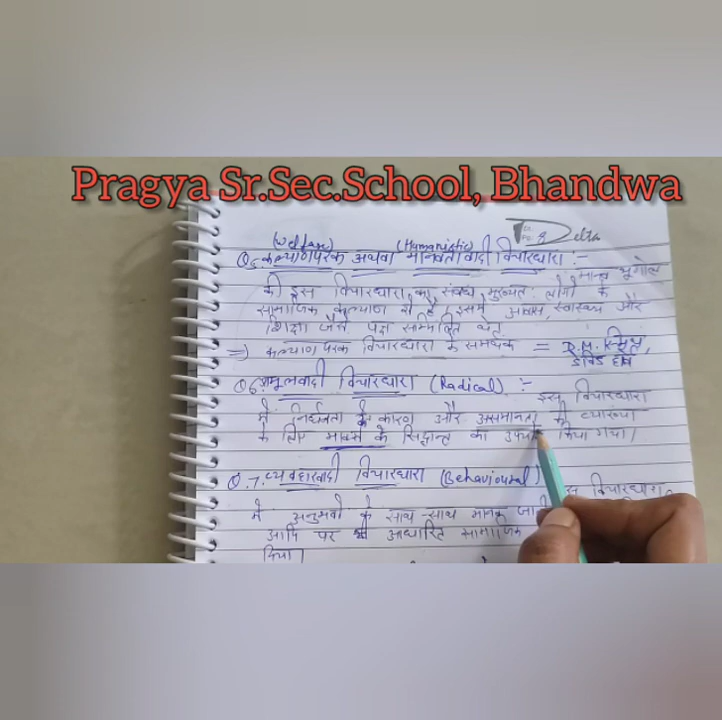 Pragya Sr.Sec.School, Bhandwa
Delta
(Welfare) (Humanistic)
कल्याणपरक अथवा मानवतावादी विचारधारा :-
मानव भूगोल
की इस विचारधारा का संबंध मुख्यतः लोगों के
सामाजिक कल्याण से है, इसमें आवास, स्वास्थ्य और
शिक्षा जैसे पक्ष सम्मिलित थे,
=> कल्याणपरक विचारधारा के समर्थक = D.M. स्मिथ,
डेविड हार्वे
Q6. आमूलवादी विचारधारा (Radical) :-
इस विचारधारा
में निर्धनता के कारण और असमानता की व्याख्या
के लिए मार्क्स के सिद्धान्त का किया गया।
Q.7. व्यवहारवादी विचारधारा (Behavioural)
विचारधारा
में अनुभवों के साथ-साथ मानव
आदि पर आधारित सामाजिक
किया।